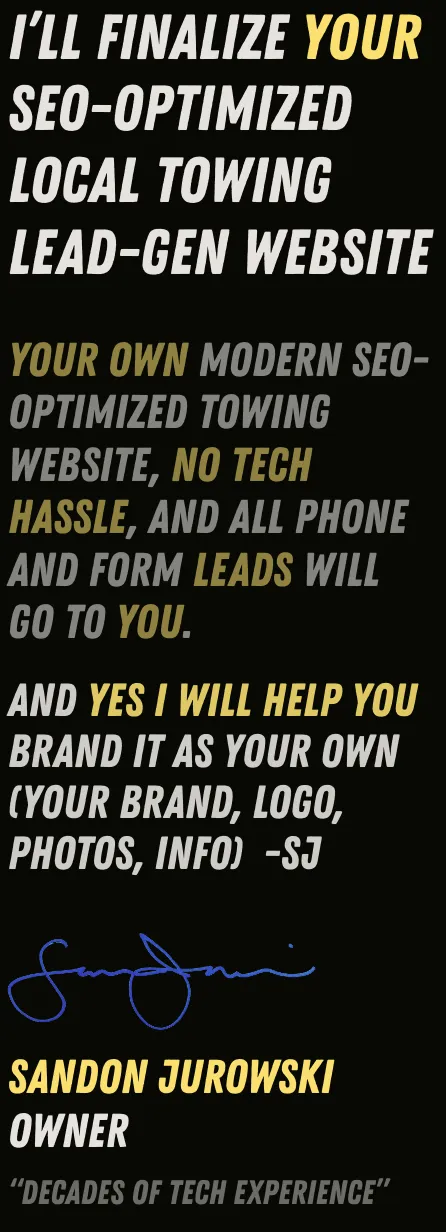 I'LL FINALIZE YOUR
SEO-OPTIMIZED
LOCAL TOWING
LEAD-GEN WEBSITE
YOUR OWN MODERN SEO-
OPTIMIZED TOWING
WEBSITE, NO TECH
HASSLE, AND ALL PHONE
AND FORM LEADS WILL
GO TO YOU.
AND YES I WILL HELP YOU
BRAND IT AS YOUR OWN
(YOUR BRAND, LOGO,
PHOTOS, INFO)  -SJ
SANDON JUROWSKI
OWNER
“DECADES OF TECH EXPERIENCE”